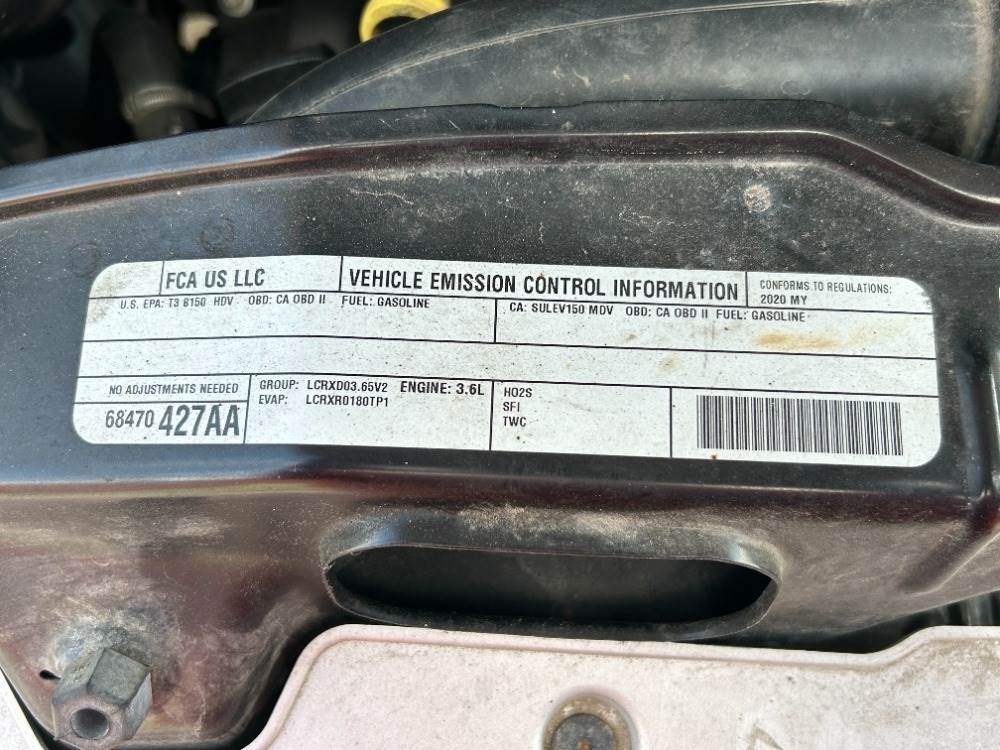 FCA US LLC
VEHICLE EMISSION CONTROL INFORMATION
CONFORMS TO REGULATIONS:
2020 MY
U.S. EPA: T3 B150 HDV OBD: CA OBD II FUEL: GASOLINE
CA: SULEV150 MDV OBD: CA OBD II FUEL: GASOLINE
NO ADJUSTMENTS NEEDED
68470 427AA
GROUP: LCRXD03.65V2 ENGINE: 3.6L
EVAP: LCRXR0180TP1
HO2S
SFI
TWC